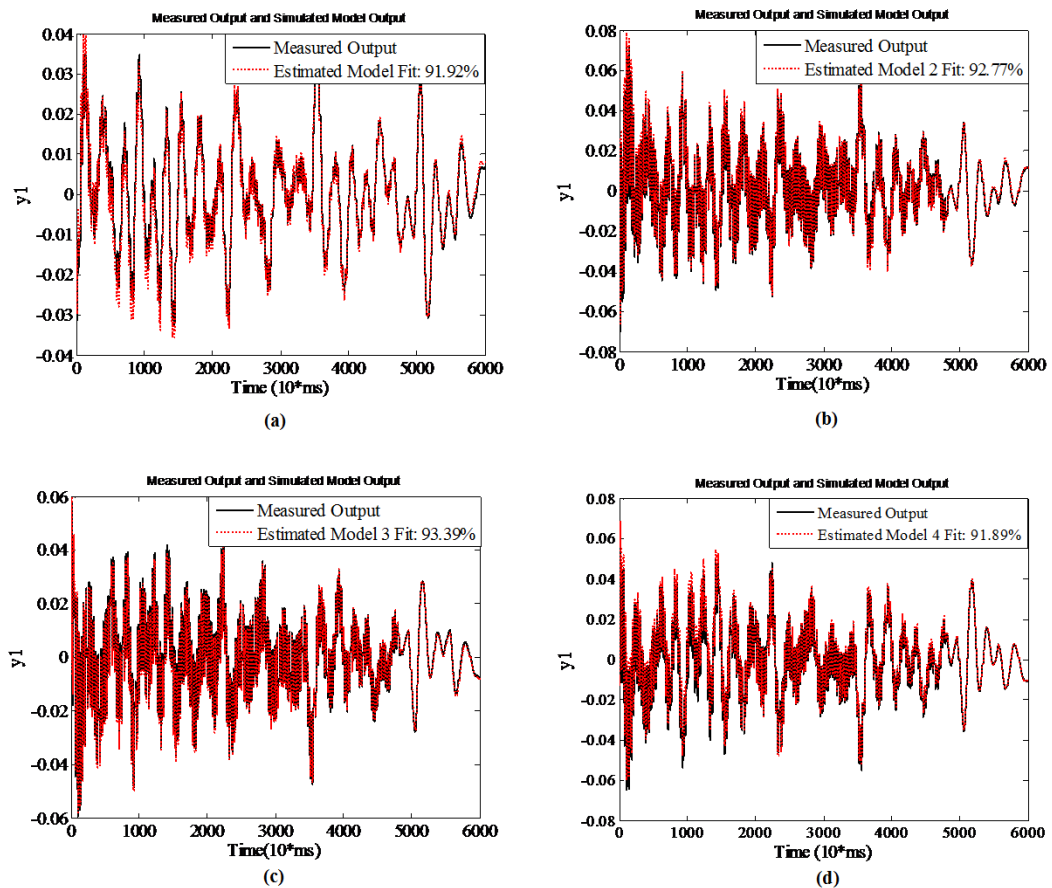 Measured Output and Simulated Model Output
0.04
0.03
0.02
0.01
0
-0.01
-0.02
-0.03
-0.04
y1
Measured Output
Estimated Model Fit: 91.92%
0 1000 2000 3000 4000 5000 6000
Time (10*ms)
(a)
Measured Output and Simulated Model Output
0.08
0.06
0.04
0.02
0
-0.02
-0.04
-0.06
-0.08
y1
Measured Output
Estimated Model 2 Fit: 92.77%
0 1000 2000 3000 4000 5000 6000
Time(10*ms)
(b)
Measured Output and Simulated Model Output
0.06
0.04
0.02
0
-0.02
-0.04
-0.06
y1
Measured Output
Estimated Model 3 Fit: 93.39%
0 1000 2000 3000 4000 5000 6000
Time(10*ms)
(c)
Measured Output and Simulated Model Output
0.08
0.06
0.04
0.02
0
-0.02
-0.04
-0.06
-0.08
y1
Measured Output
Estimated Model 4 Fit: 91.89%
0 1000 2000 3000 4000 5000 6000
Time(10*ms)
(d)